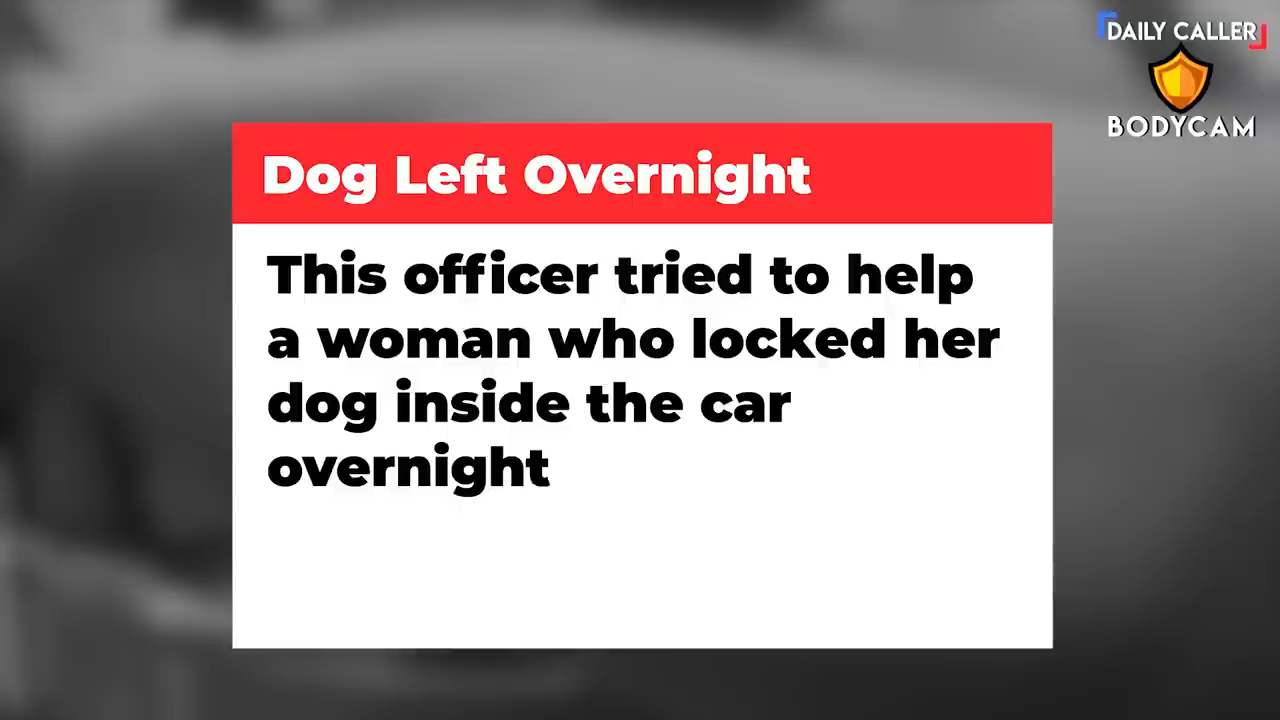 DAILY CALLER
BODYCAM
Dog Left Overnight
This officer tried to help
a woman who locked her
dog inside the car
overnight